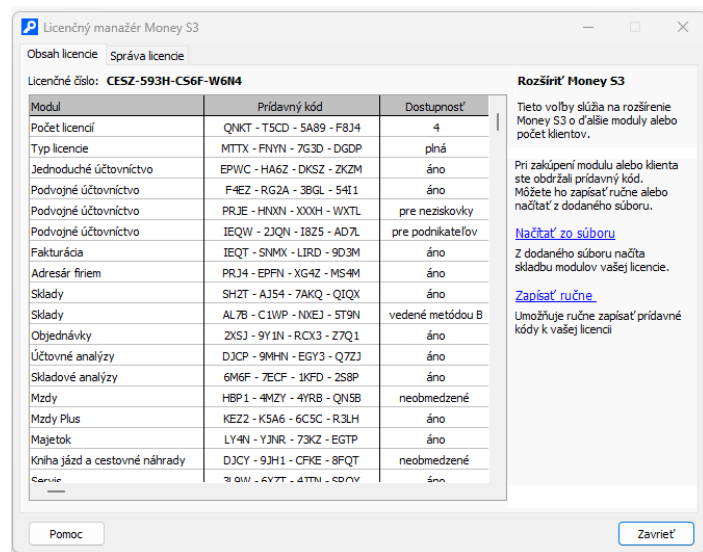 Licenčný manažér Money S3
Obsah licencie Správa licencie
Licenčné číslo: CESZ-593H-CS6F-W6N4
Modul Prídavný kód Dostupnosť
Počet licencií QNKT - T5CD - 5A89 - F8J4 4
Typ licencie MTTX - FNYN - 7G3D - DGDP plná
Jednoduché účtovníctvo EPWC - HA6Z - DKSZ - ZKZM áno
Podvojné účtovníctvo F4EZ - RG2A - 3BGL - 54I1 áno
Podvojné účtovníctvo PRJE - HNXN - XXXH - WXTL pre neziskovky
Podvojné účtovníctvo IEQW - 2JQN - I8Z5 - AD7L pre podnikateľov
Fakturácia IEQT - SNMX - LIRD - 9D3M áno
Adresár firiem PRJ4 - EPFN - XG4Z - MS4M áno
Sklady SH2T - AJ54 - 7AKQ - QIQX áno
Sklady AL7B - C1WP - NXEJ - 5T9N vedené metódou B
Objednávky 2XSJ - 9Y1N - RCX3 - Z7Q1 áno
Účtovné analýzy DJCP - 9MHN - EGY3 - Q7ZJ áno
Skladové analýzy 6M6F - 7ECF - 1KFD - 2S8P áno
Mzdy HBP1 - 4MZY - 4YRB - QN5B neobmedzené
Mzdy Plus KEZ2 - K5A6 - 6C5C - R3LH áno
Majetok LY4N - YJNR - 73KZ - EGTP áno
Kniha jázd a cestovné náhrady DJCY - 9JH1 - CFKE - 8FQT neobmedzené
Servis áno
Rozšíriť Money S3
Tieto voľby slúžia na rozšírenie
Money S3 o ďalšie moduly alebo
počet klientov.
Pri zakúpení modulu alebo klienta
ste obdržali prídavný kód.
Môžete ho zapísať ručne alebo
načítať z dodaného súboru.
Načítať zo súboru
Z dodaného súboru načíta
skladbu modulov vašej licencie.
Zapísať ručne
Umožňuje ručne zapísať prídavné
kódy k vašej licencii
Pomoc
Zavrieť